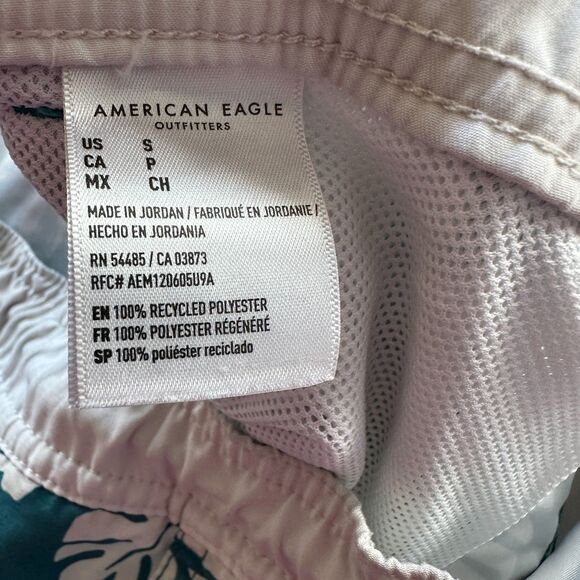 AMERICAN EAGLE
OUTFITTERS
US S
CA P
MX CH
MADE IN JORDAN / FABRIQUÉ EN JORDANIE /
HECHO EN JORDANIA
RN 54485 / CA 03873
RFC# AEM120605U9A
EN 100% RECYCLED POLYESTER
FR 100% POLYESTER RÉGÉNÉRÉ
SP 100% poliéster reciclado